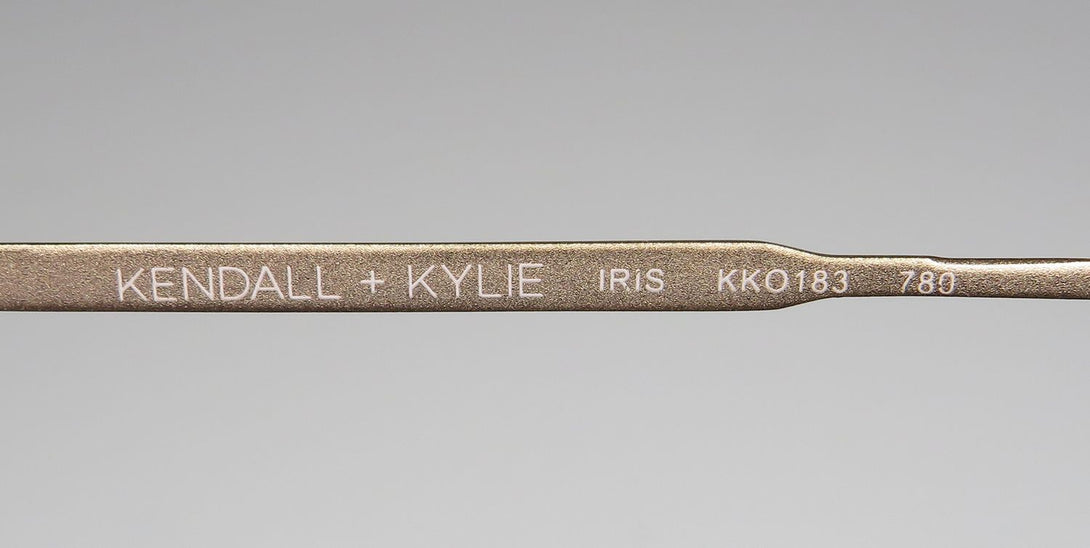 KENDALL + KYLIE IRiS KKO183 780